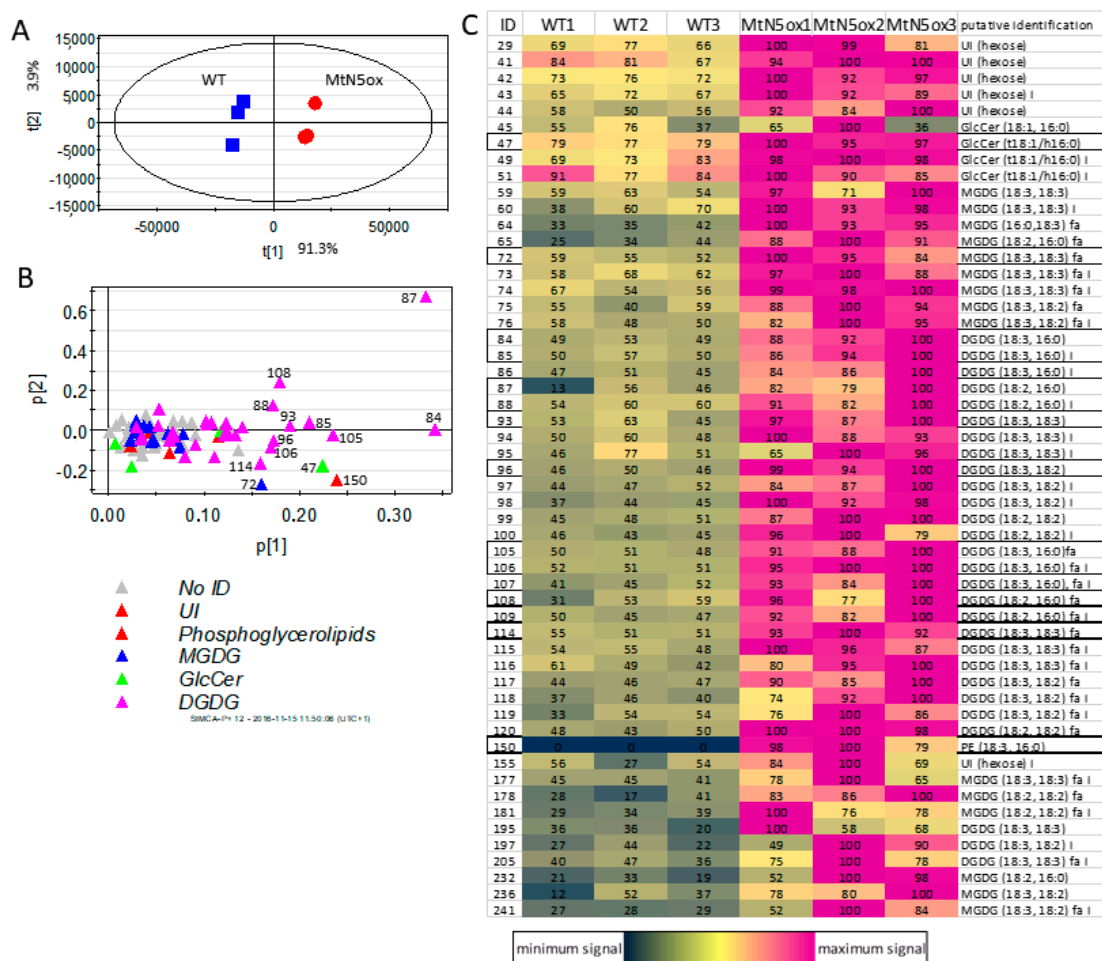 A
15000
10000
5000
0
-5,000
-10,000
-15,000
3.9%
t[2]
WT
MtN5ox
-50,000
0
50,000
t[1]
91.3%
B
0.6
0.4
0.2
0.0
-0.2
p[2]
87
108
88
93
85
84
96
105
106
114
47
72
150
0.00
0.10
0.20
0.30
p[1]
No ID
UI
Phosphoglycerolipids
MGDG
GlcCer
DGDG
SIMCA-P+ 12 - 2016-11-15 11:50:06 (UTC+1)
C
ID WT1 WT2 WT3 MtN5ox1 MtN5ox2 MtN5ox3 putative identification
29 69 77 66 100 99 81 UI (hexose)
41 84 81 67 94 100 100 UI (hexose)
42 73 76 72 100 92 97 UI (hexose)
43 65 72 67 100 92 89 UI (hexose) I
44 58 50 56 92 84 100 UI (hexose)
45 55 76 37 65 100 36 GlcCer (18:1, 16:0)
47 79 77 79 100 95 97 GlcCer (t18:1/h16:0)
49 69 73 83 100 98 100 GlcCer (t18:1/h16:0) I
51 91 77 84 100 90 85 GlcCer (t18:1/h16:0) I
59 59 63 54 97 71 100 MGDG (18:3, 18:3)
60 38 60 70 100 93 98 MGDG (18:3, 18:3) I
64 33 35 42 100 93 95 MGDG (16:0,18:3) fa
65 25 34 44 88 100 91 MGDG (18:2, 16:0) fa
72 59 55 52 100 95 84 MGDG (18:3, 18:3) fa
73 58 68 62 97 100 88 MGDG (18:3, 18:3) fa I
74 67 54 56 99 98 100 MGDG (18:3, 18:3) fa I
75 55 40 59 88 100 94 MGDG (18:3, 18:2) fa
76 58 48 50 82 100 95 MGDG (18:3, 18:2) fa I
84 49 53 49 88 92 100 DGDG (18:3, 16:0)
85 50 57 50 86 94 100 DGDG (18:3, 16:0) I
86 47 51 45 84 86 100 DGDG (18:3, 16:0) I
87 13 56 46 82 79 100 DGDG (18:2, 16:0)
88 54 60 60 91 82 100 DGDG (18:2, 16:0) I
93 53 63 45 97 87 100 DGDG (18:3, 18:3)
94 50 60 48 100 88 93 DGDG (18:3, 18:3) I
95 46 77 51 65 100 96 DGDG (18:3, 18:3) I
96 46 50 46 99 94 100 DGDG (18:3, 18:2)
97 44 47 52 84 87 100 DGDG (18:3, 18:2) I
98 37 44 45 100 92 98 DGDG (18:3, 18:2) I
99 45 48 51 87 100 100 DGDG (18:2, 18:2)
100 46 43 45 96 100 79 DGDG (18:2, 18:2) I
105 50 51 48 91 88 100 DGDG (18:3, 16:0)fa
106 52 51 51 95 100 100 DGDG (18:3, 16:0) fa I
107 41 45 52 93 84 100 DGDG (18:3, 16:0), fa I
108 31 53 59 96 77 100 DGDG (18:2, 16:0) fa
109 50 45 47 92 82 100 DGDG (18:2, 16:0) fa I
114 55 51 51 93 100 92 DGDG (18:3, 18:3) fa
115 54 55 48 100 96 87 DGDG (18:3, 18:3) fa I
116 61 49 42 80 95 100 DGDG (18:3, 18:3) fa I
117 44 46 47 90 85 100 DGDG (18:3, 18:2) fa
118 37 46 40 74 92 100 DGDG (18:3, 18:2) fa I
119 33 54 54 76 100 86 DGDG (18:3, 18:2) fa I
120 48 43 50 100 100 98 DGDG (18:2, 18:2) fa
150 0 0 0 98 100 79 PE (18:3, 16:0)
155 56 27 54 84 100 69 UI (hexose) I
177 45 45 41 78 100 65 MGDG (18:3, 18:3) fa I
178 28 17 41 83 86 100 MGDG (18:2, 18:2) fa
181 29 34 39 100 76 78 MGDG (18:2, 18:2) fa I
195 36 36 20 100 58 68 DGDG (18:3, 18:3)
197 27 44 22 49 100 90 DGDG (18:3, 18:2) I
205 40 47 36 75 100 78 DGDG (18:3, 18:3) fa I
232 21 33 19 52 100 98 MGDG (18:2, 16:0)
236 12 52 37 78 80 100 MGDG (18:3, 18:2)
241 27 28 29 52 100 84 MGDG (18:3, 18:2) fa I
minimum signal
maximum signal